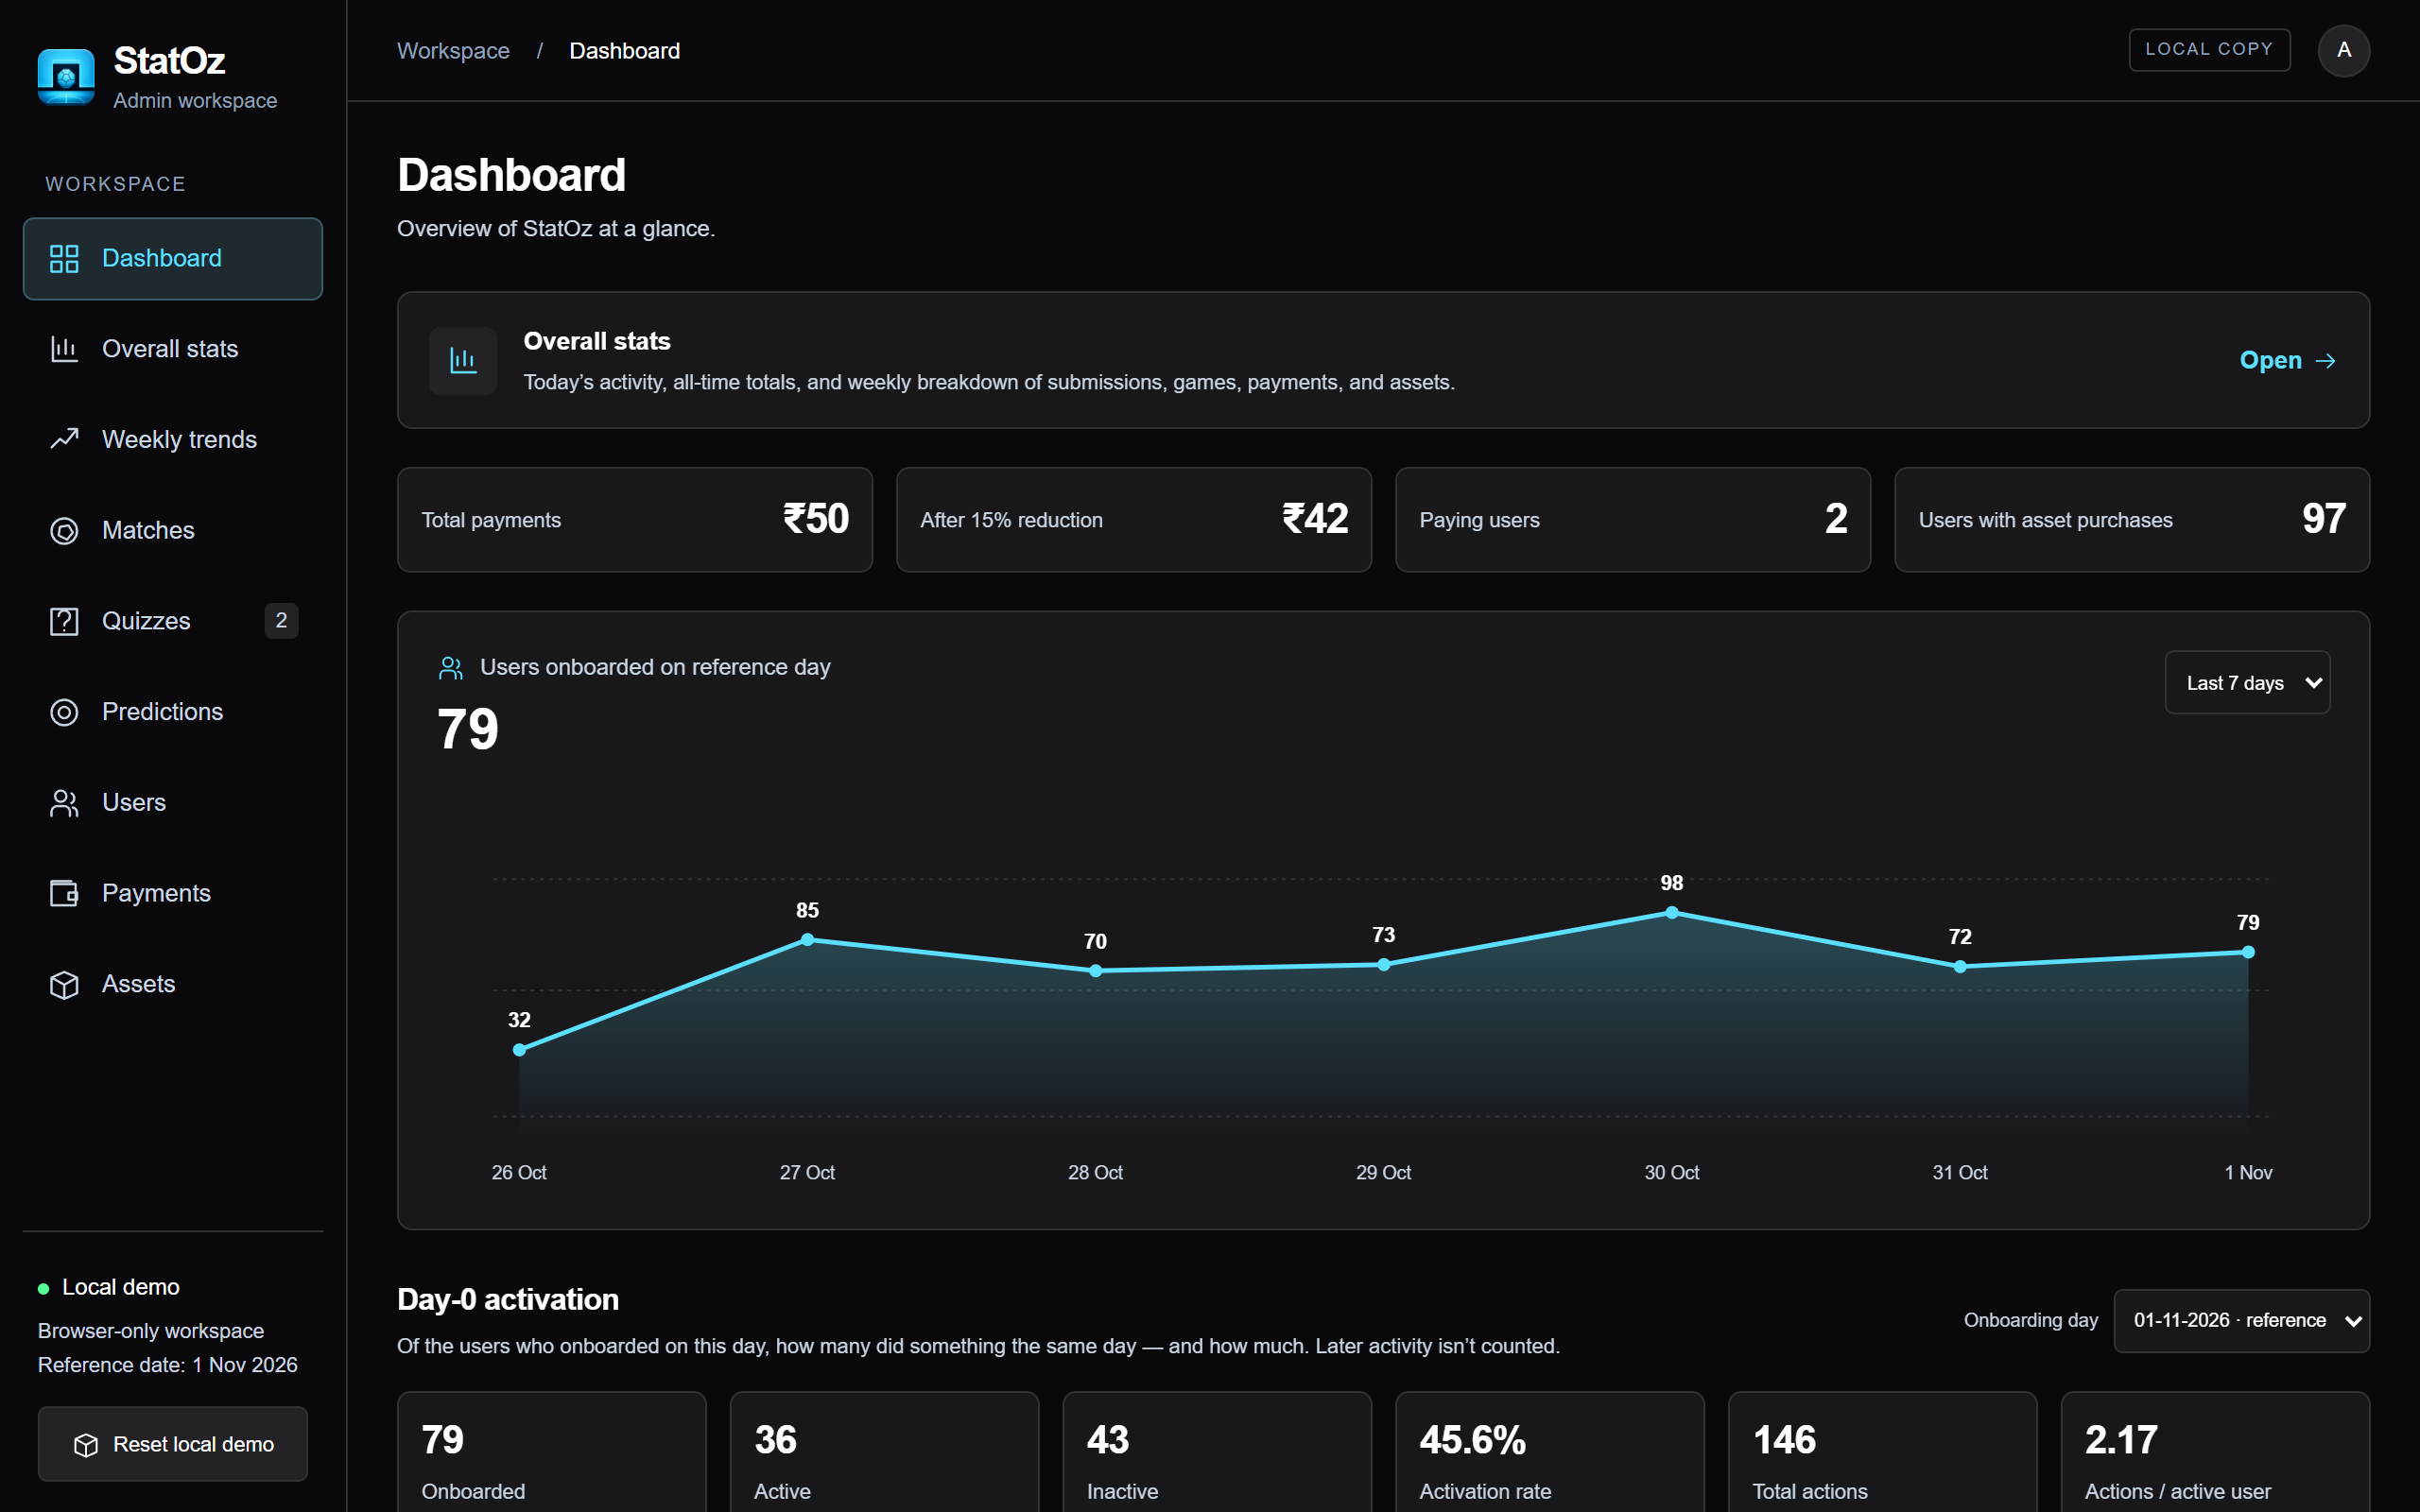 StatOz
Admin workspace
WORKSPACE
Dashboard
Overall stats
Weekly trends
Matches
Quizzes 2
Predictions
Users
Payments
Assets
Local demo
Browser-only workspace
Reference date: 1 Nov 2026
Reset local demo
Workspace / Dashboard
LOCAL COPY A
Dashboard
Overview of StatOz at a glance.
Overall stats
Today’s activity, all-time totals, and weekly breakdown of submissions, games, payments, and assets.
Open →
Total payments ₹50
After 15% reduction ₹42
Paying users 2
Users with asset purchases 97
Users onboarded on reference day
79
Last 7 days
32 85 70 73 98 72 79
26 Oct 27 Oct 28 Oct 29 Oct 30 Oct 31 Oct 1 Nov
Day-0 activation
Of the users who onboarded on this day, how many did something the same day — and how much. Later activity isn’t counted.
Onboarding day 01-11-2026 · reference
79
Onboarded
36
Active
43
Inactive
45.6%
Activation rate
146
Total actions
2.17
Actions / active user